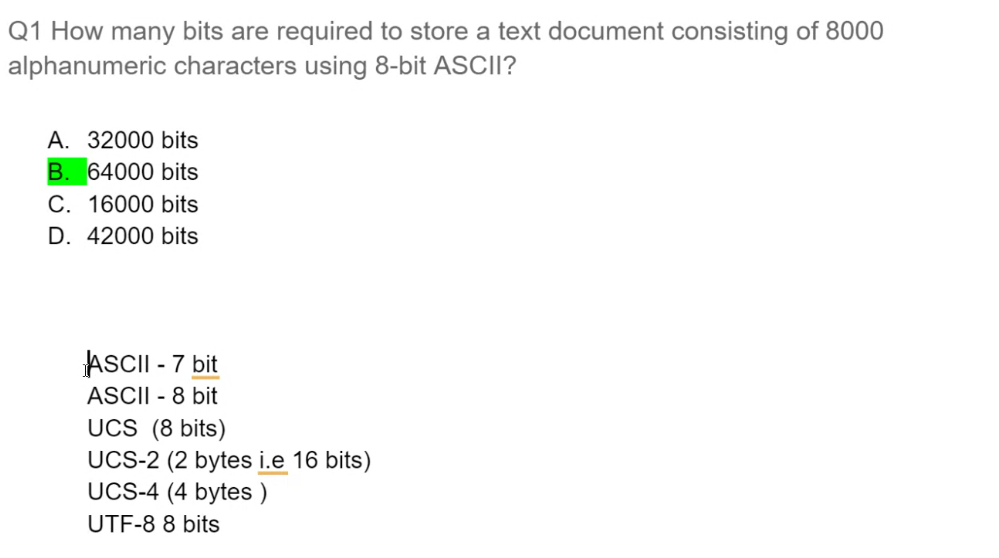 Q1 How many bits are required to store a text document consisting of 8000
alphanumeric characters using 8-bit ASCII?
A. 32000 bits
B. 64000 bits
C. 16000 bits
D. 42000 bits
ASCII - 7 bit
ASCII - 8 bit
UCS (8 bits)
UCS-2 (2 bytes i.e 16 bits)
UCS-4 (4 bytes )
UTF-8 8 bits